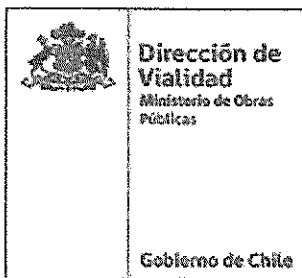 Dirección de
Vialidad
Ministerio de Obras
Públicas
Gobierno de Chile